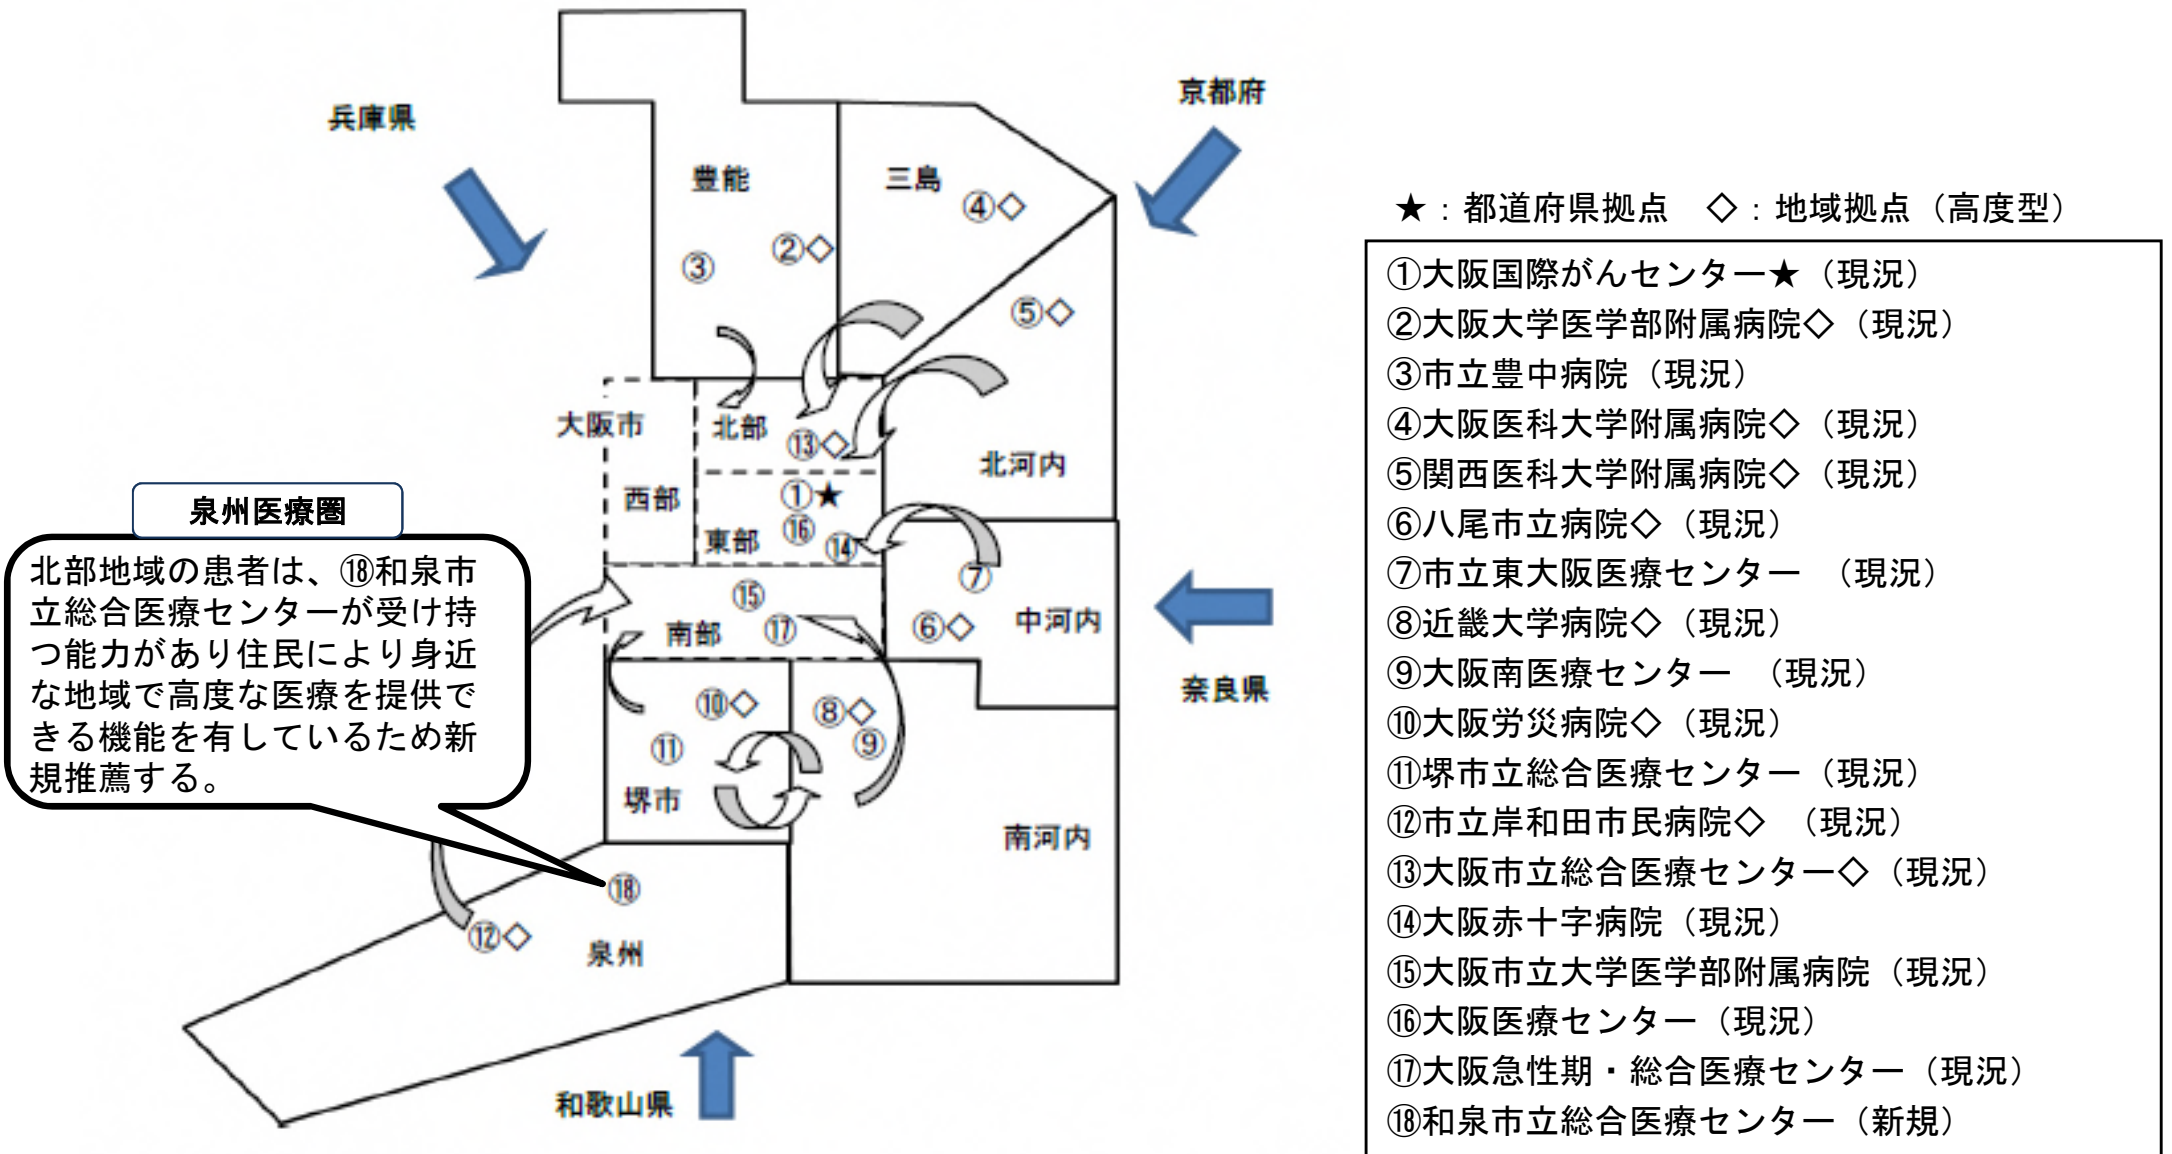 兵庫県
京都府
豊能
三島
④◇
②◇
③
⑤◇
大阪市
北部
⑬◇
北河内
西部
①★
⑯
東部
⑭
⑦
⑮
南部
⑰
⑥◇
中河内
奈良県
⑩◇
⑧◇
⑪
⑨
堺市
南河内
⑱
⑫◇
泉州
和歌山県
泉州医療圏
北部地域の患者は、⑱和泉市
立総合医療センターが受け持
つ能力があり住民により身近
な地域で高度な医療を提供で
きる機能を有しているため新
規推薦する。
★：都道府県拠点　◇：地域拠点（高度型）
①大阪国際がんセンター★（現況）
②大阪大学医学部附属病院◇（現況）
③市立豊中病院（現況）
④大阪医科大学附属病院◇（現況）
⑤関西医科大学附属病院◇（現況）
⑥八尾市立病院◇（現況）
⑦市立東大阪医療センター　（現況）
⑧近畿大学病院◇（現況）
⑨大阪南医療センター　（現況）
⑩大阪労災病院◇（現況）
⑪堺市立総合医療センター（現況）
⑫市立岸和田市民病院◇　（現況）
⑬大阪市立総合医療センター◇（現況）
⑭大阪赤十字病院（現況）
⑮大阪市立大学医学部附属病院（現況）
⑯大阪医療センター（現況）
⑰大阪急性期・総合医療センター（現況）
⑱和泉市立総合医療センター（新規）